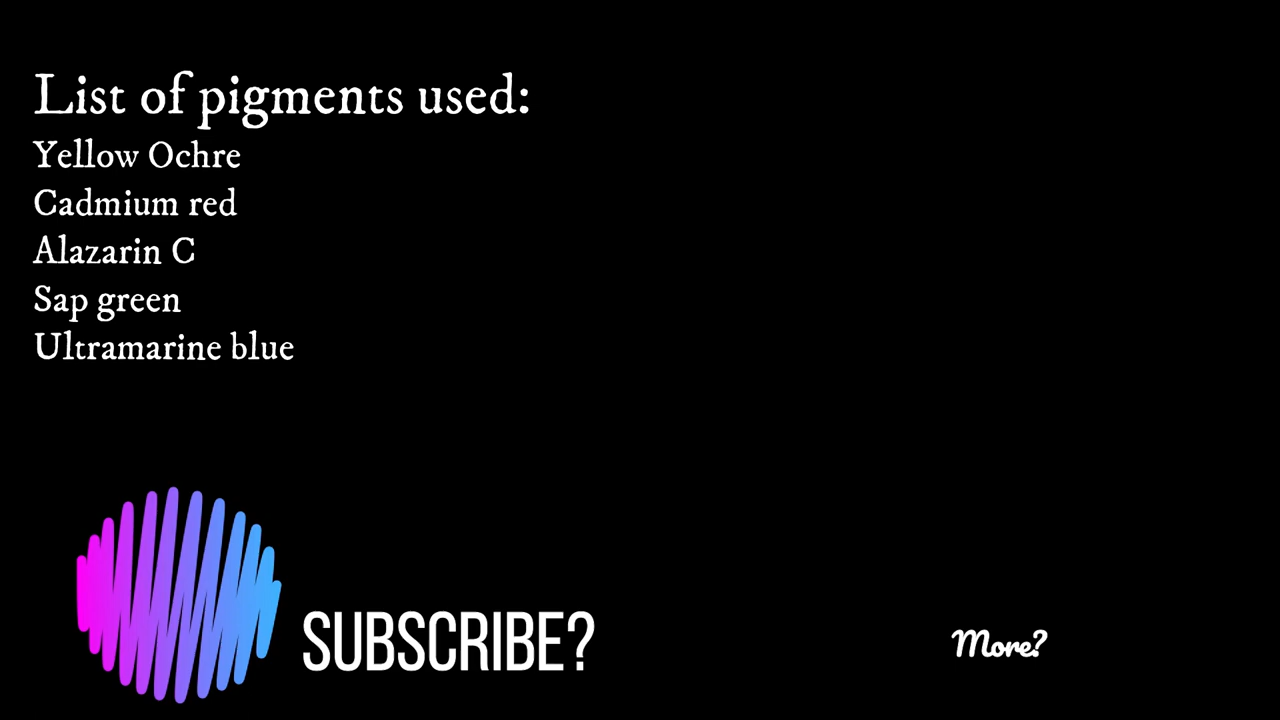 List of pigments used:
Yellow Ochre
Cadmium red
Alazarin C
Sap green
Ultramarine blue
SUBSCRIBE?
More?